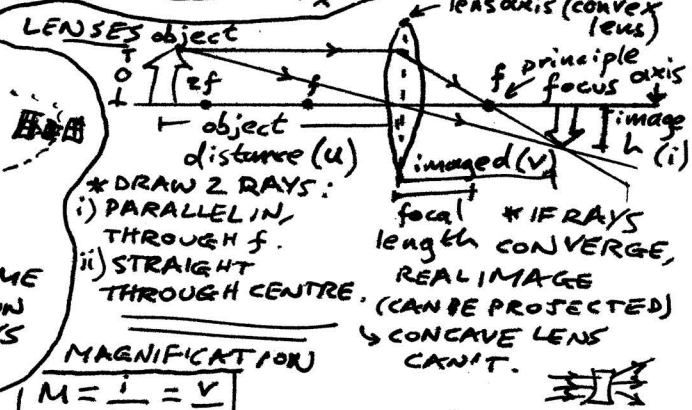 lens axis (convex lens)
LENSES
object
o
2f
f
f
principle focus
axis
object distance (u)
image h (i)
image d (v)
focal length
* DRAW 2 RAYS:
i) PARALLEL IN,
THROUGH f.
ii) STRAIGHT
THROUGH CENTRE.
* IF RAYS
CONVERGE,
REAL IMAGE
(CAN BE PROJECTED)
↳ CONCAVE LENS
CAN'T.
MAGNIFICATION
M = i = v